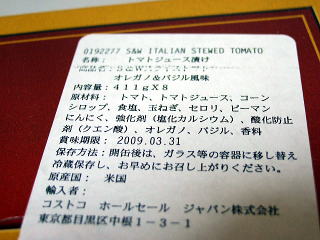 0192277 S&W ITALIAN STEWED TOMATO
名称: トマトジュース漬け
オレガノ&バジル風味
内容量:411gX8
原材料: トマト、トマトジュース、コーン
シロップ、食塩、玉ねぎ、セロリ、ピーマン
にんにく、強化剤(塩化カルシウム)、酸化防止
剤(クエン酸)、オレガノ、バジル、香料
賞味期限:2009.03.31
保存方法:開缶後は、ガラス等の容器に移し替え
冷蔵保存し、お早めにお召し上がりください。
原産国: 米国
輸入者:
コストコ ホールセール ジャパン株式会社
東京都目黒区中根1-3-1